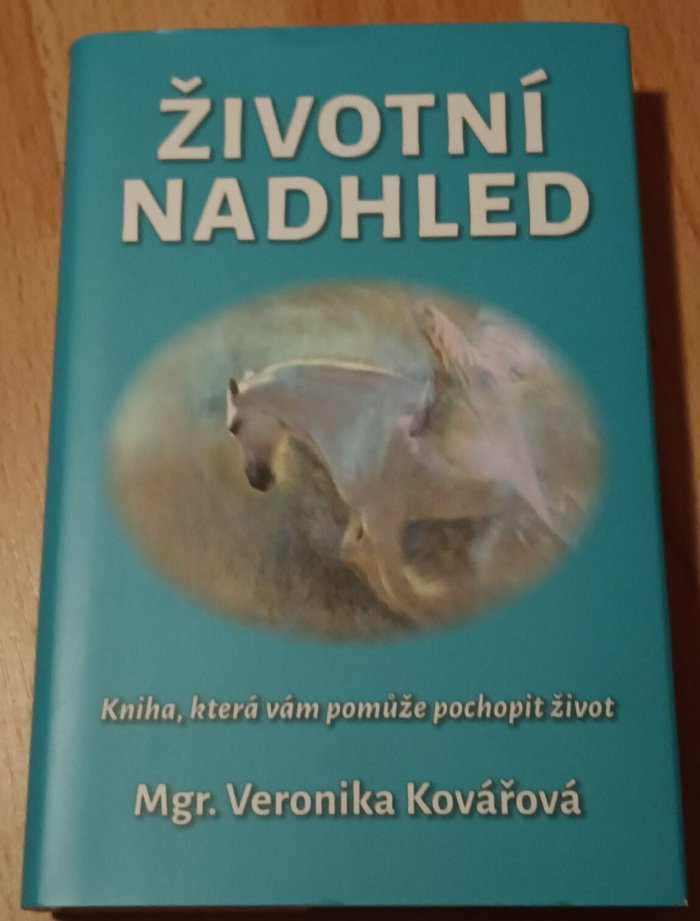 ŽIVOTNÍ
NADHLED
Kniha, která vám pomůže pochopit život
Mgr. Veronika Kovářová